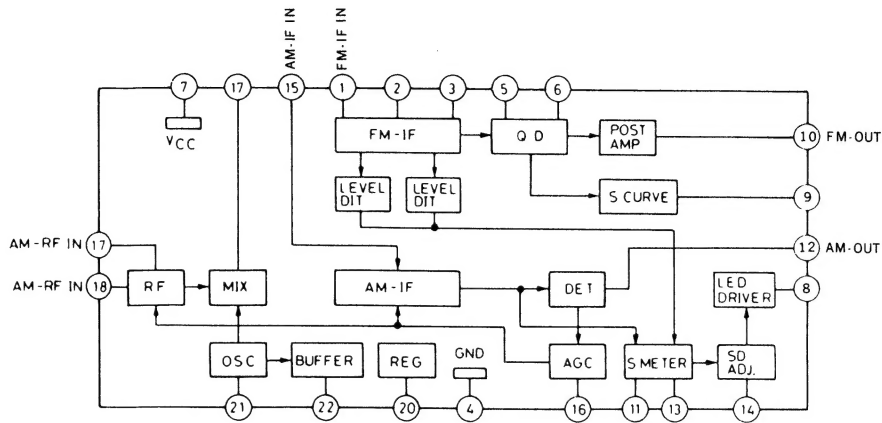 AM-IF IN
FM-IF IN
7
17
15
1
2
3
5
6
VCC
FM-IF
QD
POST
AMP
10 FM-OUT
LEVEL
DIT
LEVEL
DIT
S CURVE
9
AM-RF IN 17
12 AM-OUT
AM-RF IN 18
RF
MIX
AM-IF
DET
LED
DRIVER
8
OSC
BUFFER
REG
GND
AGC
S METER
SD
ADJ.
21
22
20
4
16
11
13
14